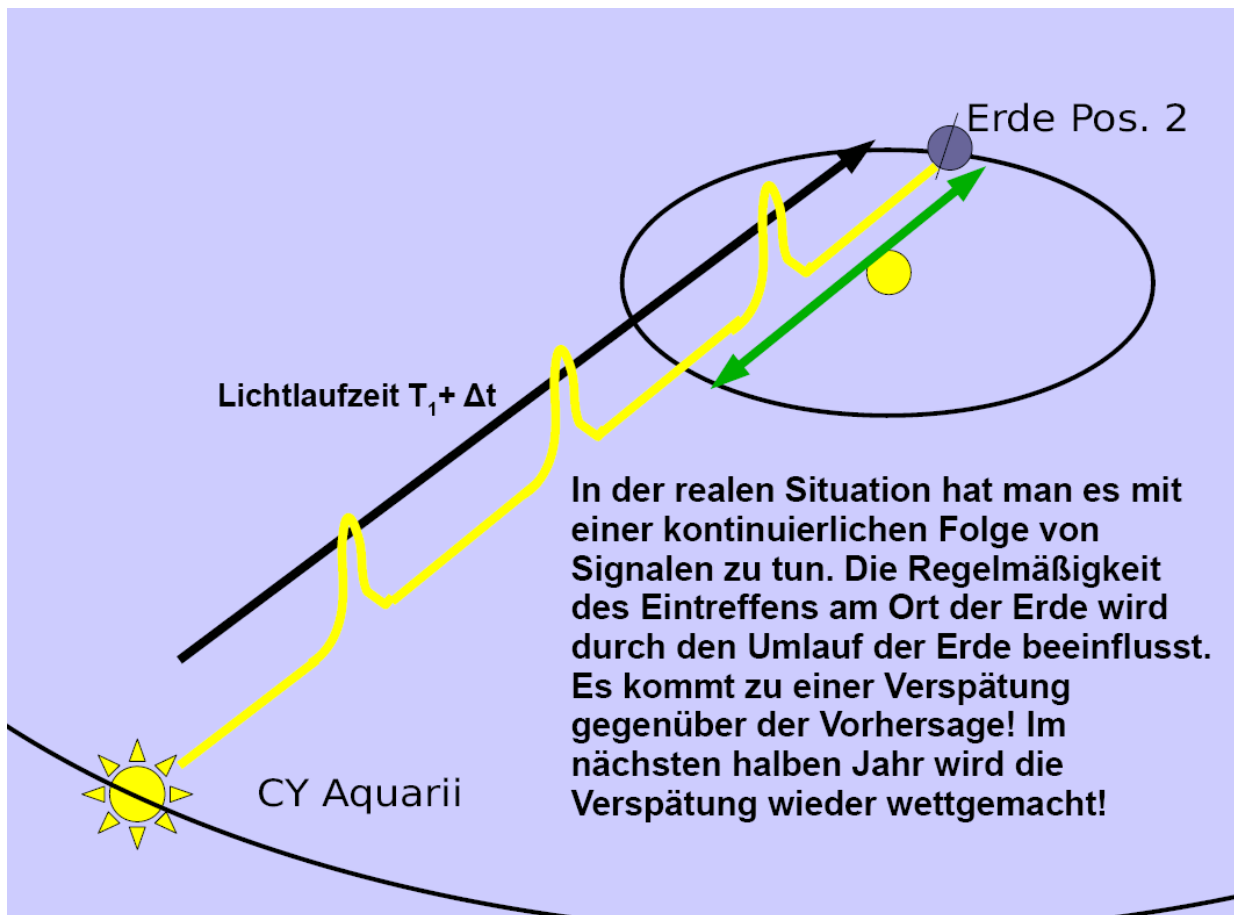 Erde Pos. 2
Lichtlaufzeit T₁+ Δt
In der realen Situation hat man es mit
einer kontinuierlichen Folge von
Signalen zu tun. Die Regelmäßigkeit
des Eintreffens am Ort der Erde wird
durch den Umlauf der Erde beeinflusst.
Es kommt zu einer Verspätung
gegenüber der Vorhersage! Im
nächsten halben Jahr wird die
Verspätung wieder wettgemacht!
CY Aquarii